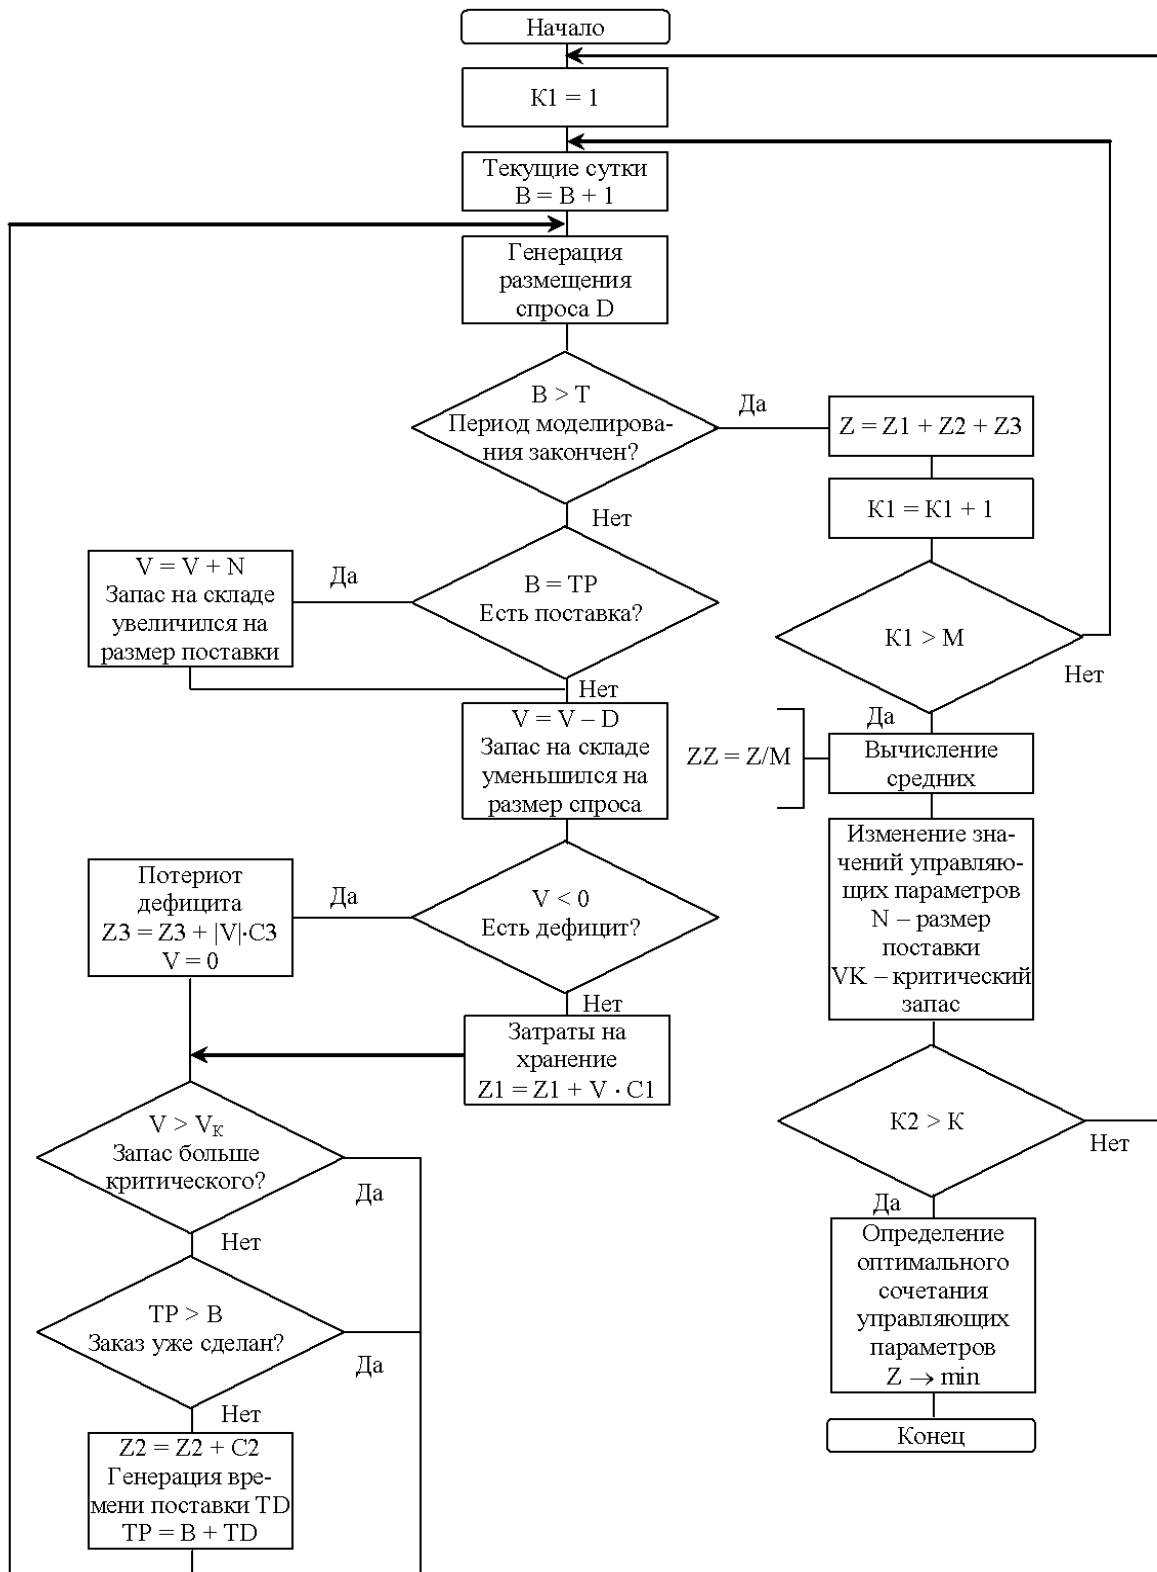 Начало
К1 = 1
Текущие сутки
В = В + 1
Генерация
размещения
спроса D
В > Т
Период моделирова-
ния закончен?
Да
Нет
Z = Z1 + Z2 + Z3
К1 = К1 + 1
V = V + N
Запас на складе
увеличился на
размер поставки
Да
В = ТР
Есть поставка?
Нет
К1 > М
Нет
Да
V = V – D
Запас на складе
уменьшился на
размер спроса
ZZ = Z/M
Вычисление
средних
Изменение зна-
чений управляю-
щих параметров
N – размер
поставки
VK – критический
запас
Потериот
дефицита
Z3 = Z3 + |V|·C3
V = 0
Да
V < 0
Есть дефицит?
Нет
Затраты на
хранение
Z1 = Z1 + V · C1
V > VК
Запас больше
критического?
Да
Нет
К2 > К
Нет
Да
ТР > В
Заказ уже сделан?
Да
Нет
Определение
оптимального
сочетания
управляющих
параметров
Z → min
Z2 = Z2 + C2
Генерация вре-
мени поставки TD
ТР = В + TD
Конец